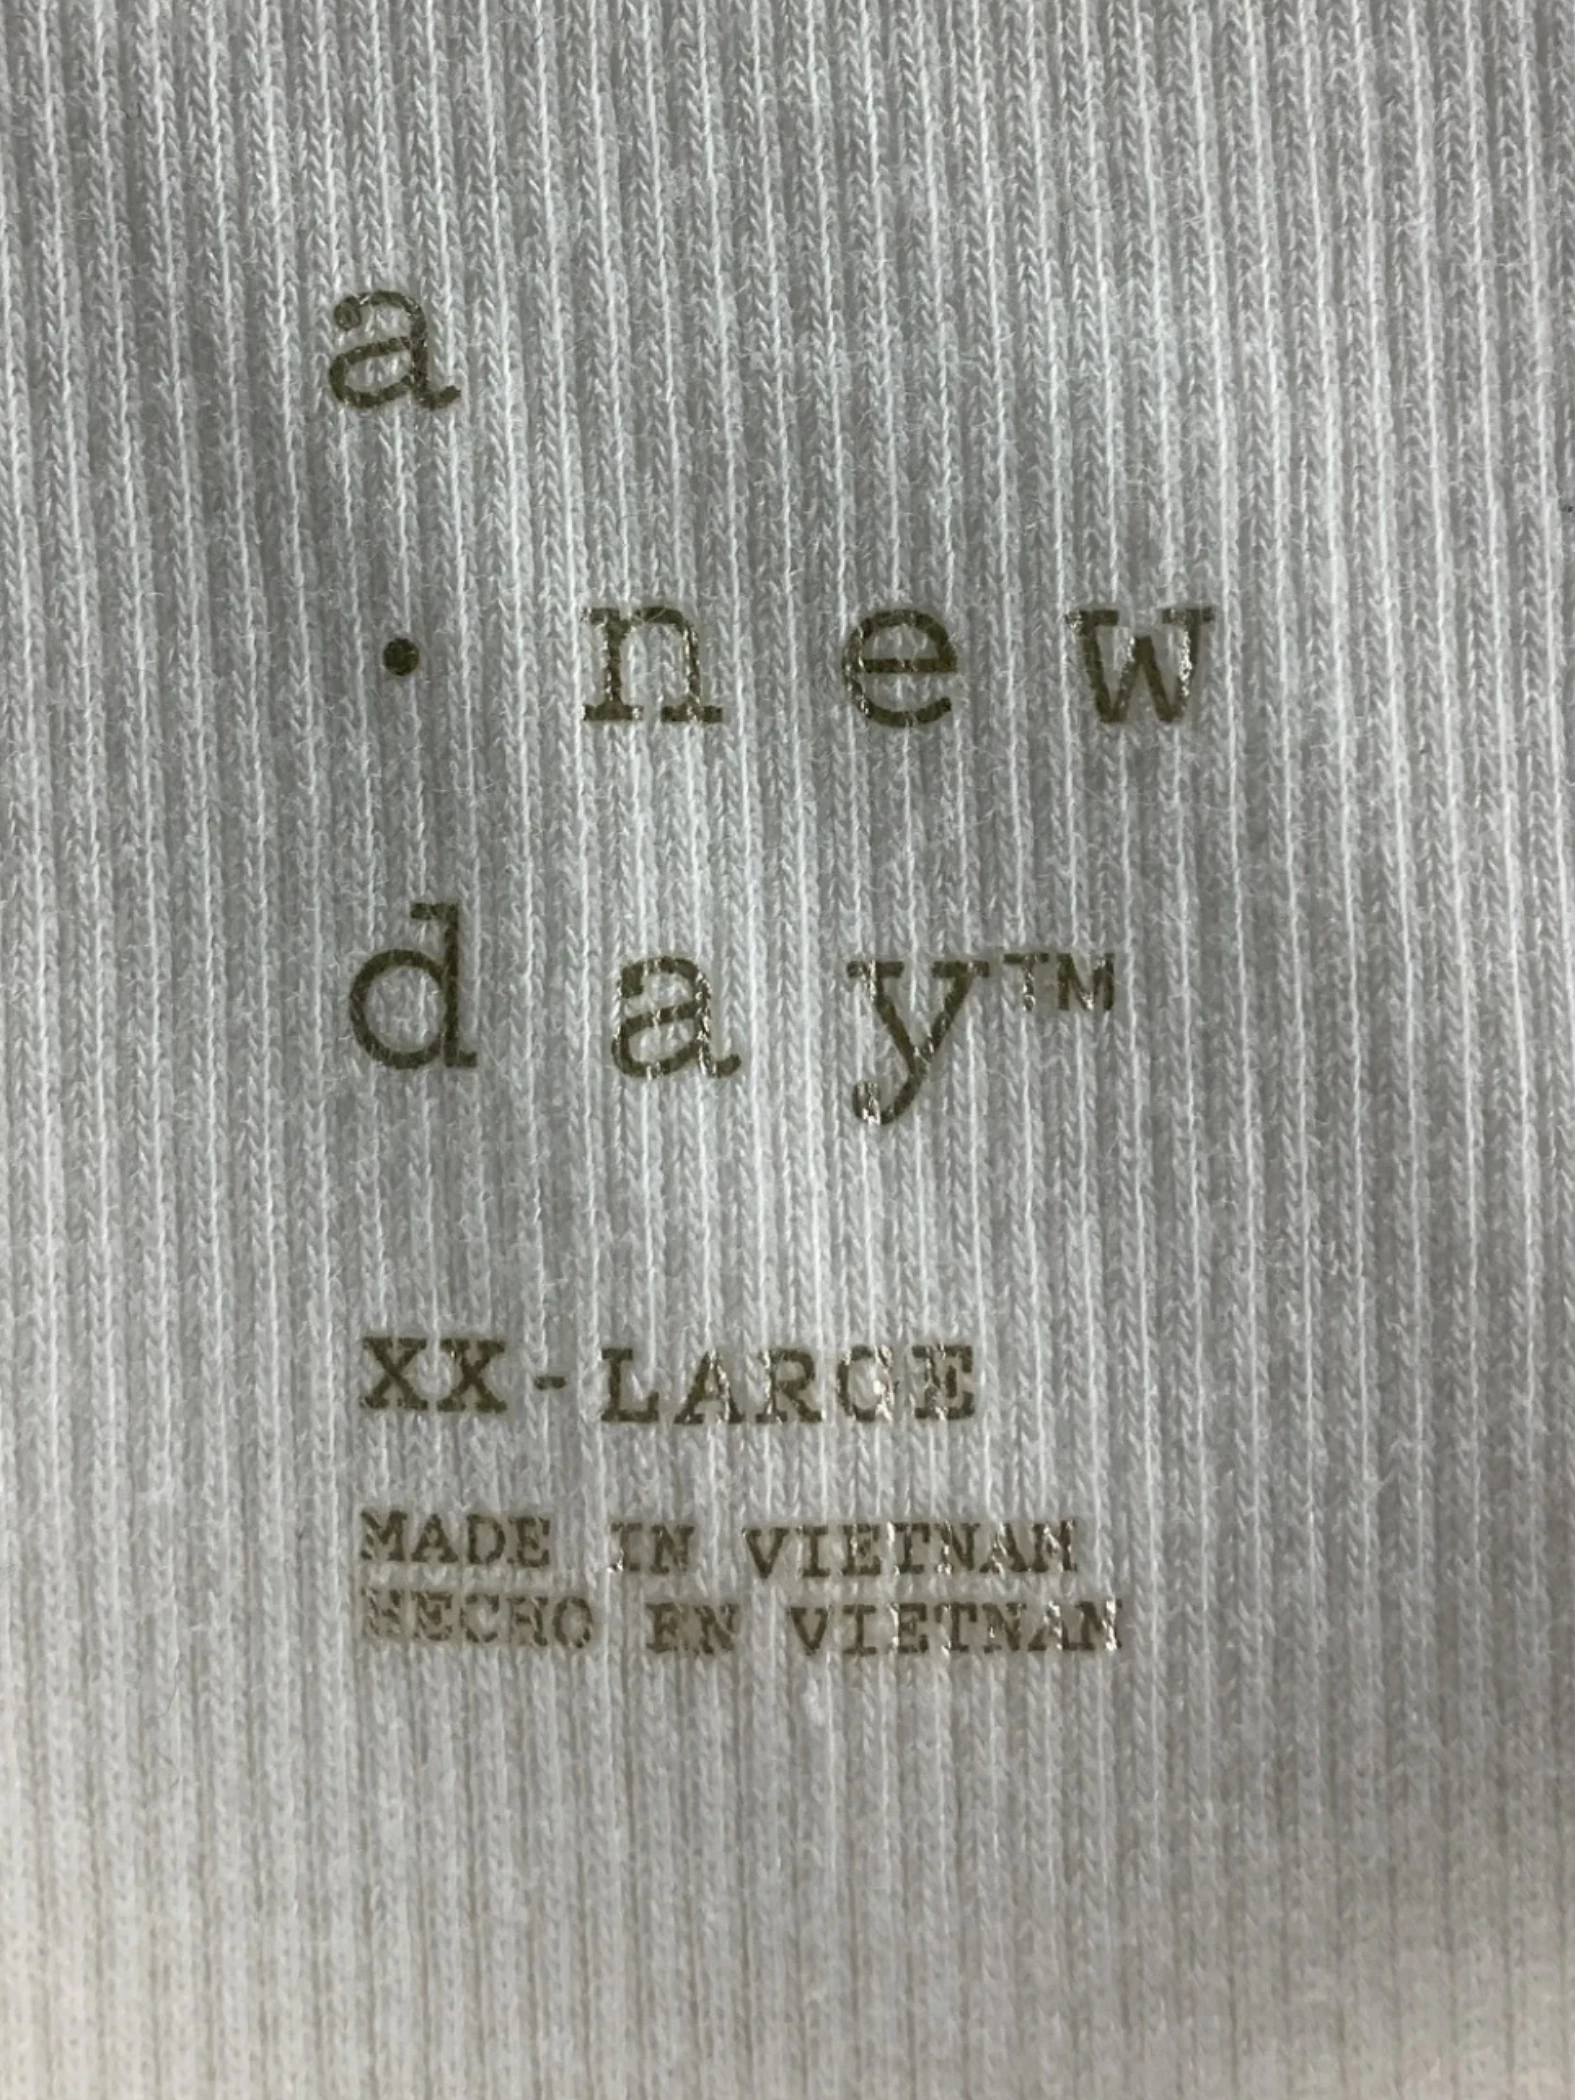 a
· new
day™
XX-LARGE
MADE IN VIETNAM
HECHO EN VIETNAM